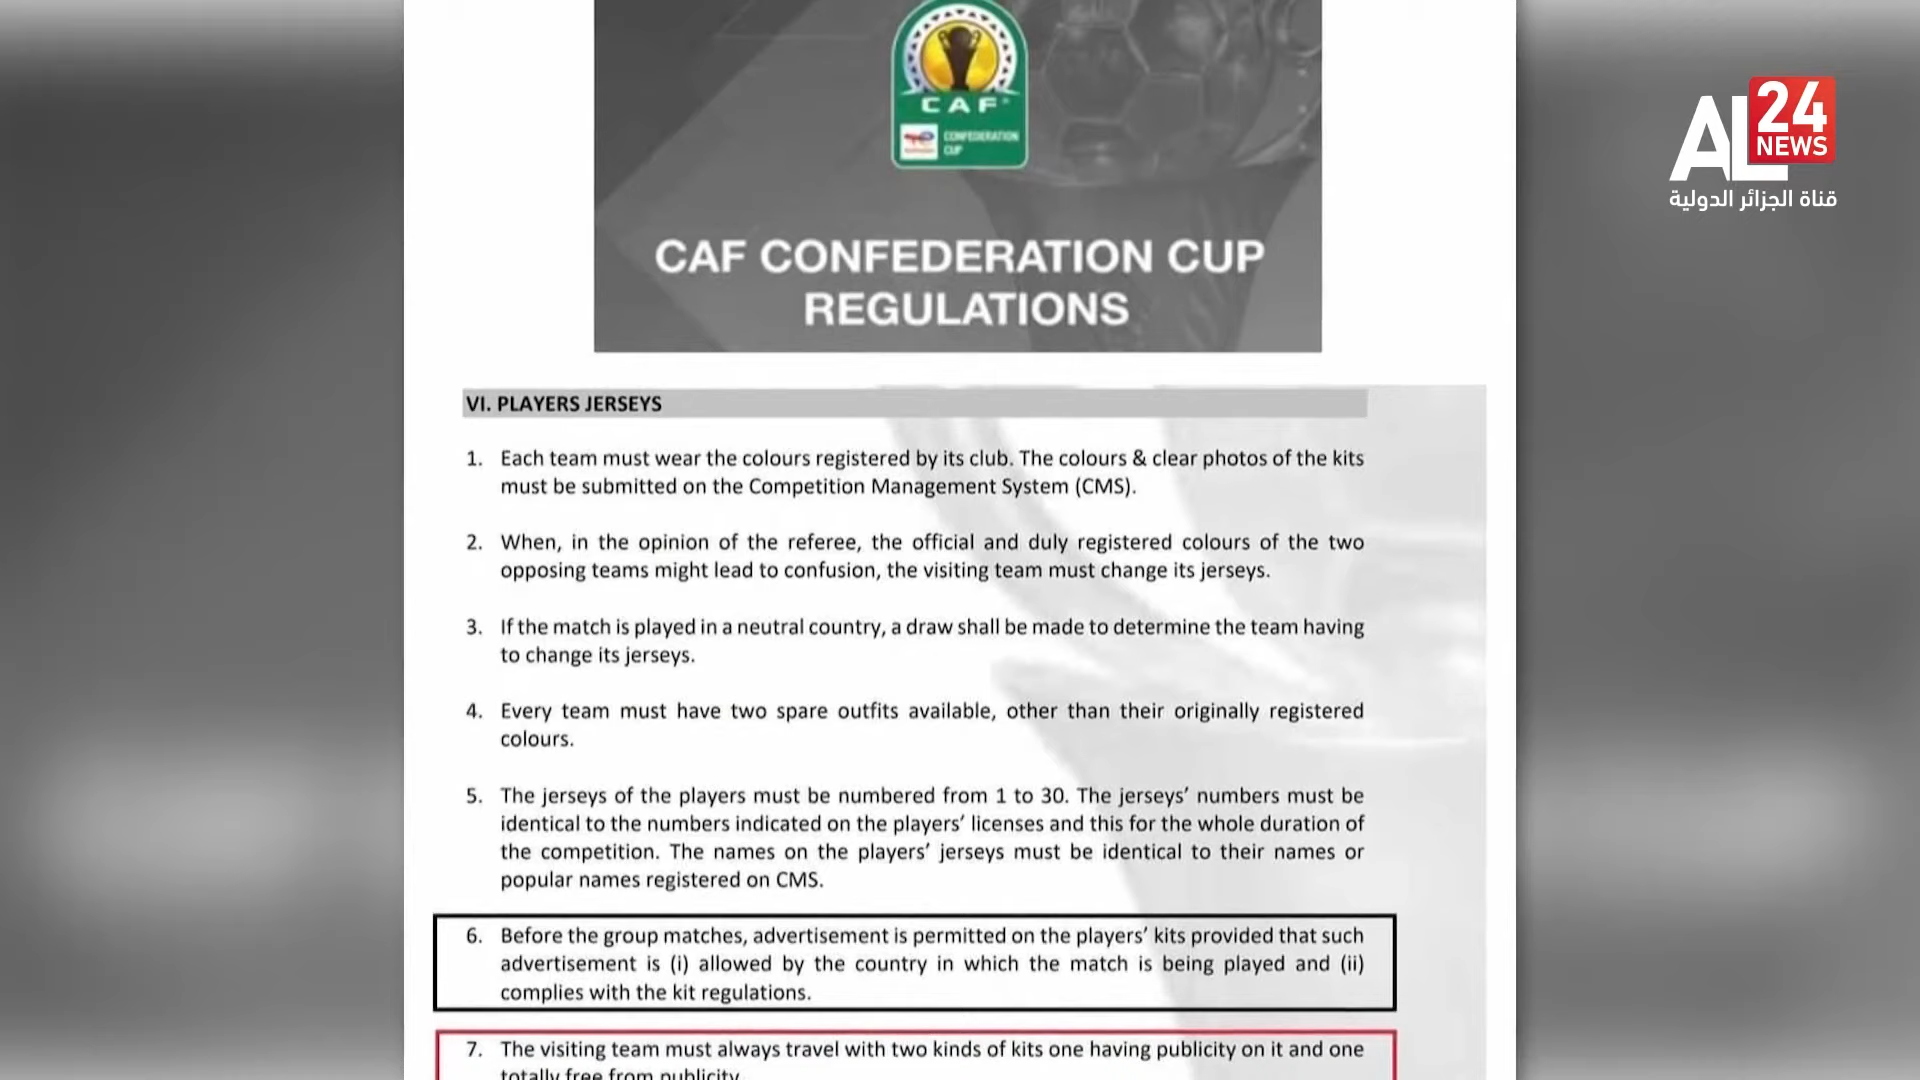 CAF
CONFEDERATION
CUP
AL24
NEWS
قناة الجزائر الدولية
CAF CONFEDERATION CUP
REGULATIONS
VI. PLAYERS JERSEYS
1. Each team must wear the colours registered by its club. The colours & clear photos of the kits
must be submitted on the Competition Management System (CMS).
2. When, in the opinion of the referee, the official and duly registered colours of the two
opposing teams might lead to confusion, the visiting team must change its jerseys.
3. If the match is played in a neutral country, a draw shall be made to determine the team having
to change its jerseys.
4. Every team must have two spare outfits available, other than their originally registered
colours.
5. The jerseys of the players must be numbered from 1 to 30. The jerseys’ numbers must be
identical to the numbers indicated on the players’ licenses and this for the whole duration of
the competition. The names on the players’ jerseys must be identical to their names or
popular names registered on CMS.
6. Before the group matches, advertisement is permitted on the players’ kits provided that such
advertisement is (i) allowed by the country in which the match is being played and (ii)
complies with the kit regulations.
7. The visiting team must always travel with two kinds of kits one having publicity on it and one
totally free from publicity.